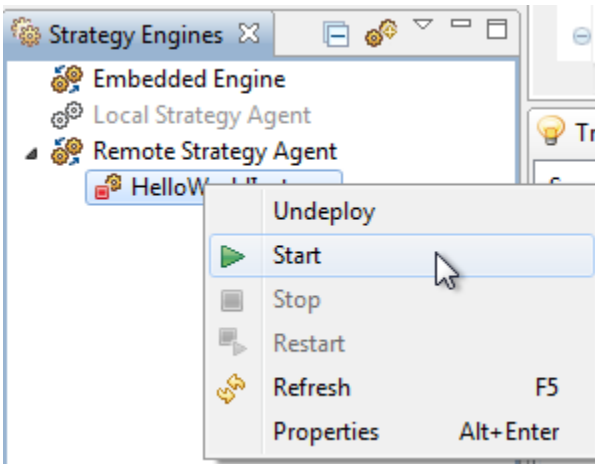 Strategy Engines
Embedded Engine
Local Strategy Agent
Tr
Remote Strategy Agent
Undeploy
Start
Stop
Restart
Refresh F5
Properties Alt+Enter